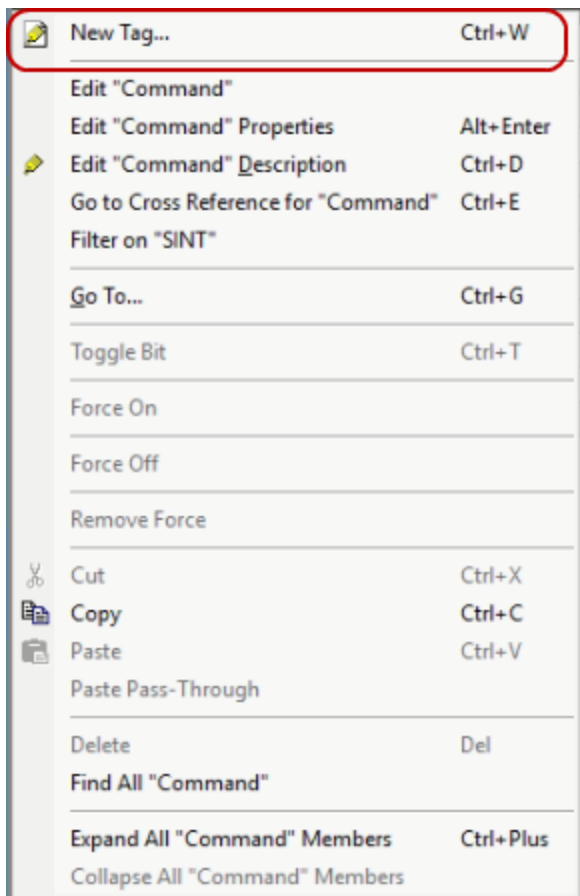 New Tag... Ctrl+W
Edit "Command"
Edit "Command" Properties Alt+Enter
Edit "Command" Description Ctrl+D
Go to Cross Reference for "Command" Ctrl+E
Filter on "SINT"
Go To... Ctrl+G
Toggle Bit Ctrl+T
Force On
Force Off
Remove Force
Cut Ctrl+X
Copy Ctrl+C
Paste Ctrl+V
Paste Pass-Through
Delete Del
Find All "Command"
Expand All "Command" Members Ctrl+Plus
Collapse All "Command" Members